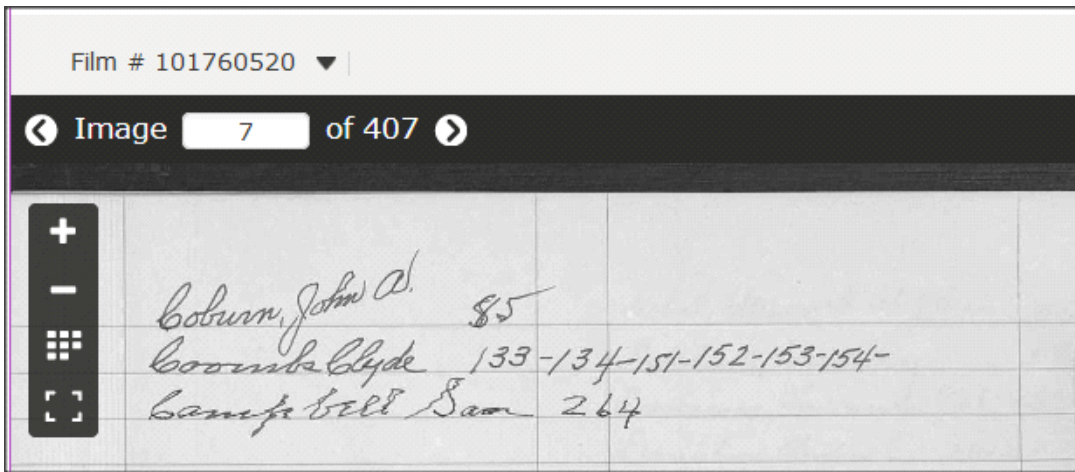 Film # 101760520
Image 7 of 407
Coburn, John A. 85
Coombs Clyde 133-134-151-152-153-154-
Campbell Sam 264